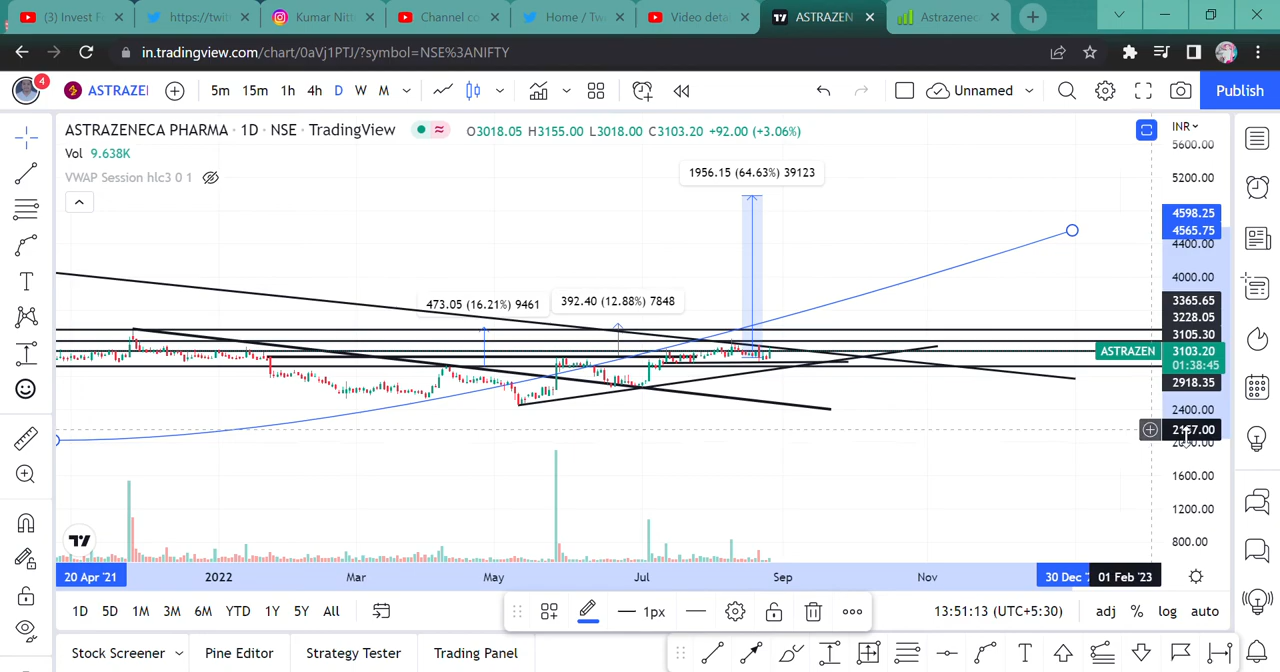 (3) Invest Fu
https://twit
Kumar Nitt
Channel co
Home / Tw
Video detai
ASTRAZEN
Astrazenec
in.tradingview.com/chart/0aVj1PTJ/?symbol=NSE%3ANIFTY
4
ASTRAZE
5m
15m
1h
4h
D
W
M
Unnamed
Publish
ASTRAZENECA PHARMA · 1D · NSE · TradingView
O3018.05 H3155.00 L3018.00 C3103.20 +92.00 (+3.06%)
INR
Vol 9.638K
VWAP Session hlc3 0 1
1956.15 (64.63%) 39123
473.05 (16.21%) 9461
392.40 (12.88%) 7848
5600.00
5200.00
4598.25
4565.75
4400.00
4000.00
3365.65
3228.05
3105.30
ASTRAZEN
3103.20
01:38:45
2918.35
2400.00
1600.00
1200.00
800.00
20 Apr '21
2022
Mar
May
Jul
Sep
Nov
30 Dec '
01 Feb '23
1D
5D
1M
3M
6M
YTD
1Y
5Y
All
1px
13:51:13 (UTC+5:30)
adj
%
log
auto
Stock Screener
Pine Editor
Strategy Tester
Trading Panel